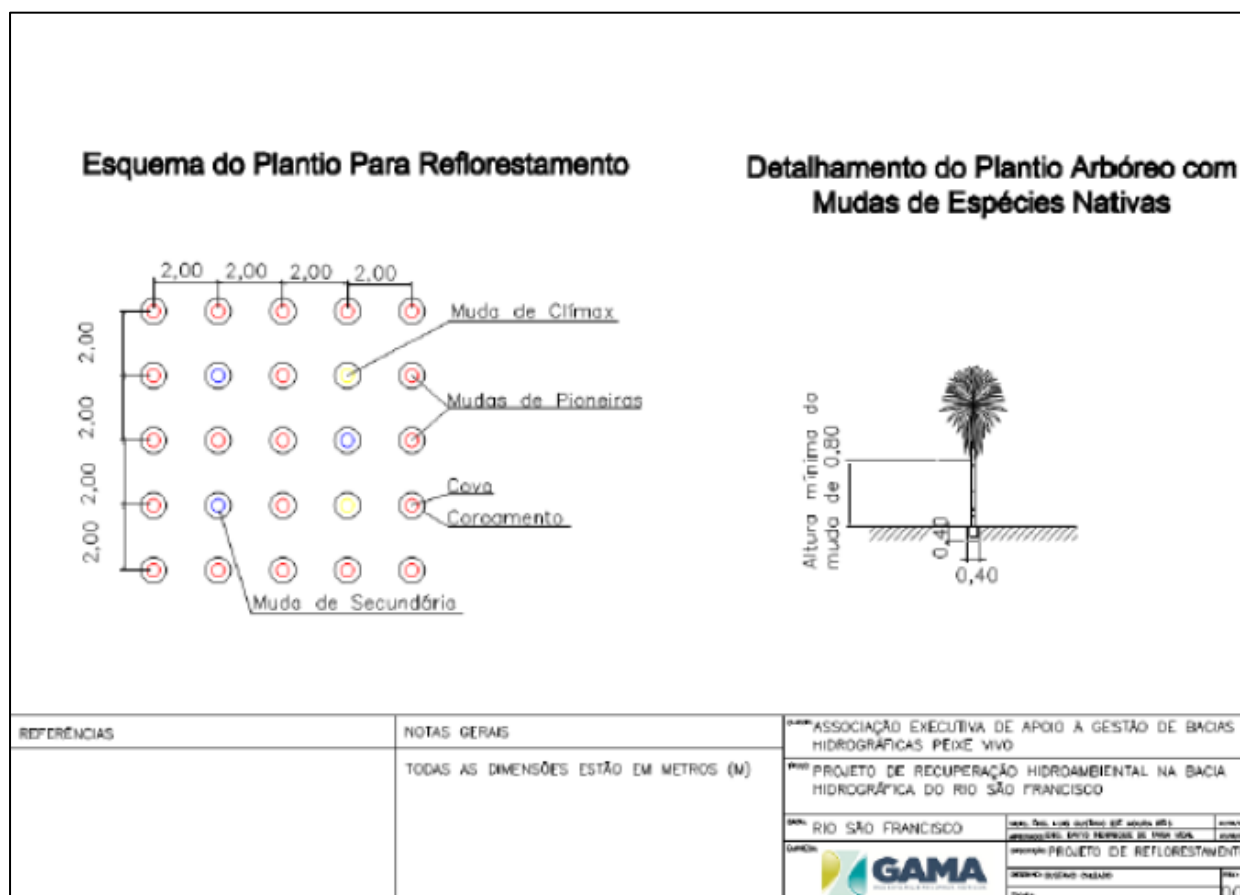 Esquema do Plantio Para Reflorestamento
2,00 2,00 2,00 2,00
2,00
2,00
2,00
2,00
Muda de Clímax
Mudas de Pioneiras
Cova
Coroamento
Muda de Secundária
Detalhamento do Plantio Arbóreo com
Mudas de Espécies Nativas
Altura mínima da
muda de 0,80
0,40
0,40
REFERÊNCIAS
NOTAS GERAIS
TODAS AS DIMENSÕES ESTÃO EM METROS (M)
ASSOCIAÇÃO EXECUTIVA DE APOIO À GESTÃO DE BACIAS
HIDROGRÁFICAS PEIXE VIVO
PROJETO DE RECUPERAÇÃO HIDROAMBIENTAL NA BACIA
HIDROGRÁFICA DO RIO SÃO FRANCISCO
RIO SÃO FRANCISCO
PROJETO DE REFLORESTAMENTO
GAMA